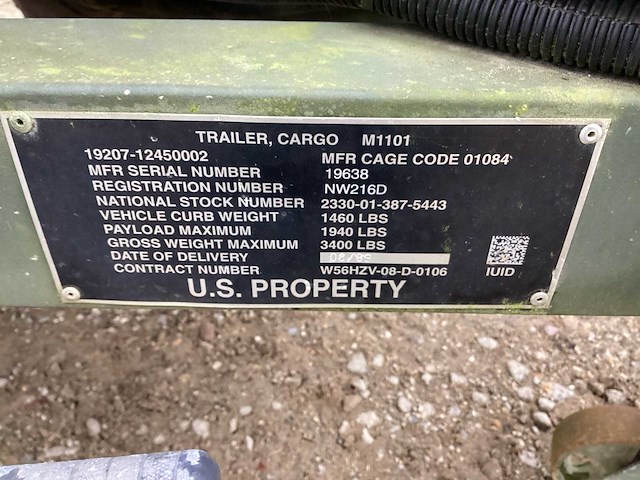 TRAILER, CARGO M1101
19207-12450002 MFR CAGE CODE 01084
MFR SERIAL NUMBER 19638
REGISTRATION NUMBER NW216D
NATIONAL STOCK NUMBER 2330-01-387-5443
VEHICLE CURB WEIGHT 1460 LBS
PAYLOAD MAXIMUM 1940 LBS
GROSS WEIGHT MAXIMUM 3400 LBS
DATE OF DELIVERY
CONTRACT NUMBER W56HZV-08-D-0106
IUID
U.S. PROPERTY